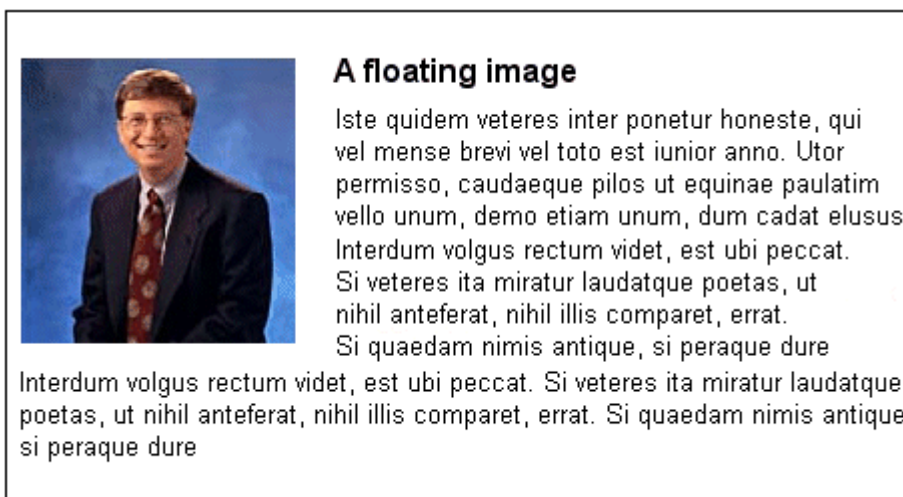 A floating image
Iste quidem veteres inter ponetur honeste, qui
vel mense brevi vel toto est iunior anno. Utor
permisso, caudaeque pilos ut equinae paulatim
vello unum, demo etiam unum, dum cadat elusus
Interdum volgus rectum videt, est ubi peccat.
Si veteres ita miratur laudatque poetas, ut
nihil anteferat, nihil illis comparet, errat.
Si quaedam nimis antique, si peraque dure
Interdum volgus rectum videt, est ubi peccat. Si veteres ita miratur laudatque
poetas, ut nihil anteferat, nihil illis comparet, errat. Si quaedam nimis antique
si peraque dure